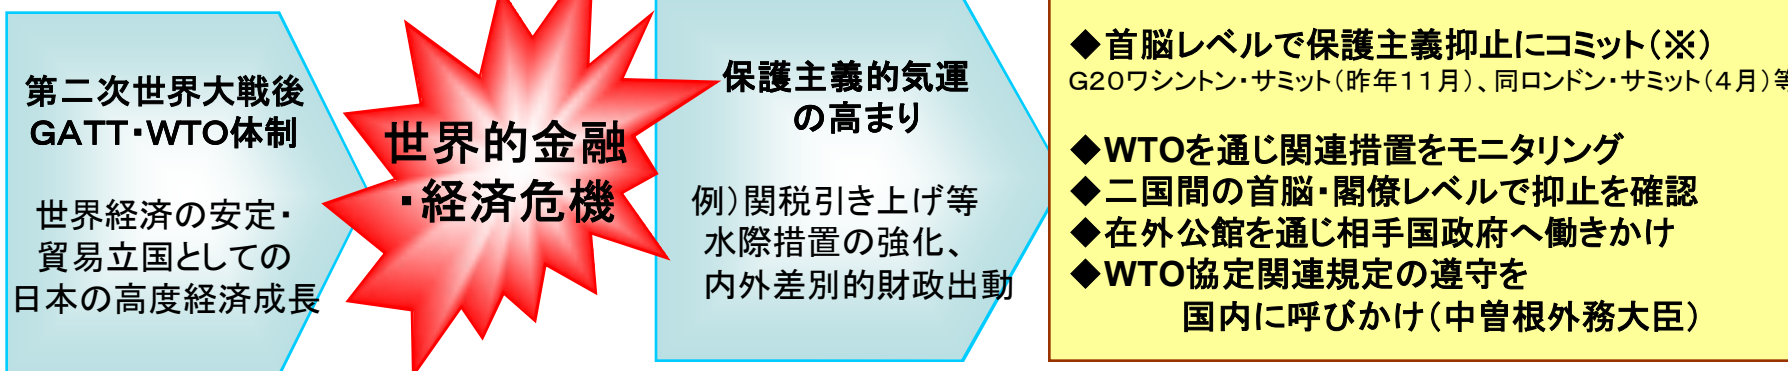 第二次世界大戦後
GATT・WTO体制
世界経済の安定・
貿易立国としての
日本の高度経済成長
世界的金融
・経済危機
保護主義的気運
の高まり
例）関税引き上げ等
水際措置の強化、
内外差別的財政出動
◆首脳レベルで保護主義抑止にコミット（※）
G20ワシントン・サミット（昨年１１月）、同ロンドン・サミット（４月）等
◆WTOを通じ関連措置をモニタリング
◆二国間の首脳・閣僚レベルで抑止を確認
◆在外公館を通じ相手国政府へ働きかけ
◆WTO協定関連規定の遵守を
国内に呼びかけ（中曽根外務大臣）